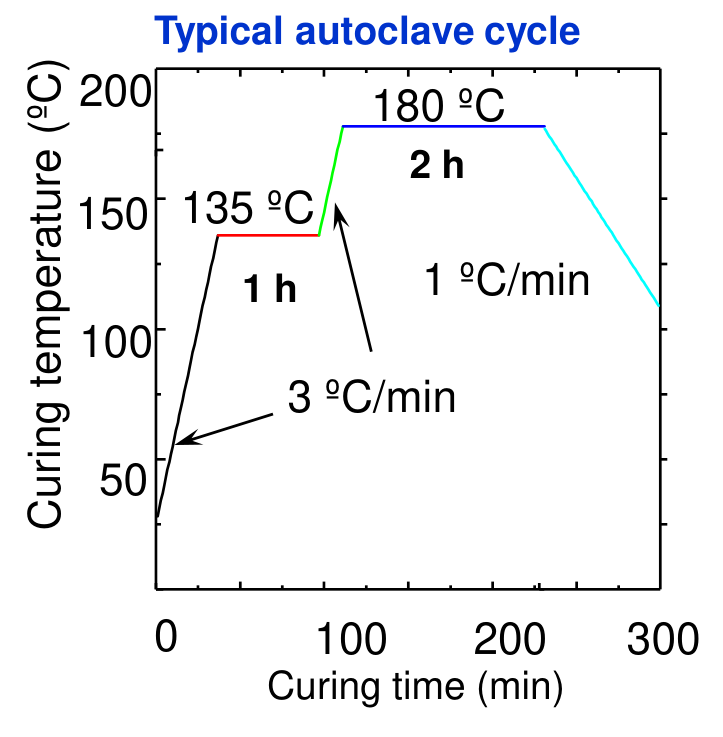 Typical autoclave cycle
Curing temperature (ºC)
200
150
100
50
180 ºC
2 h
135 ºC
1 h
1 ºC/min
3 ºC/min
0 100 200 300
Curing time (min)